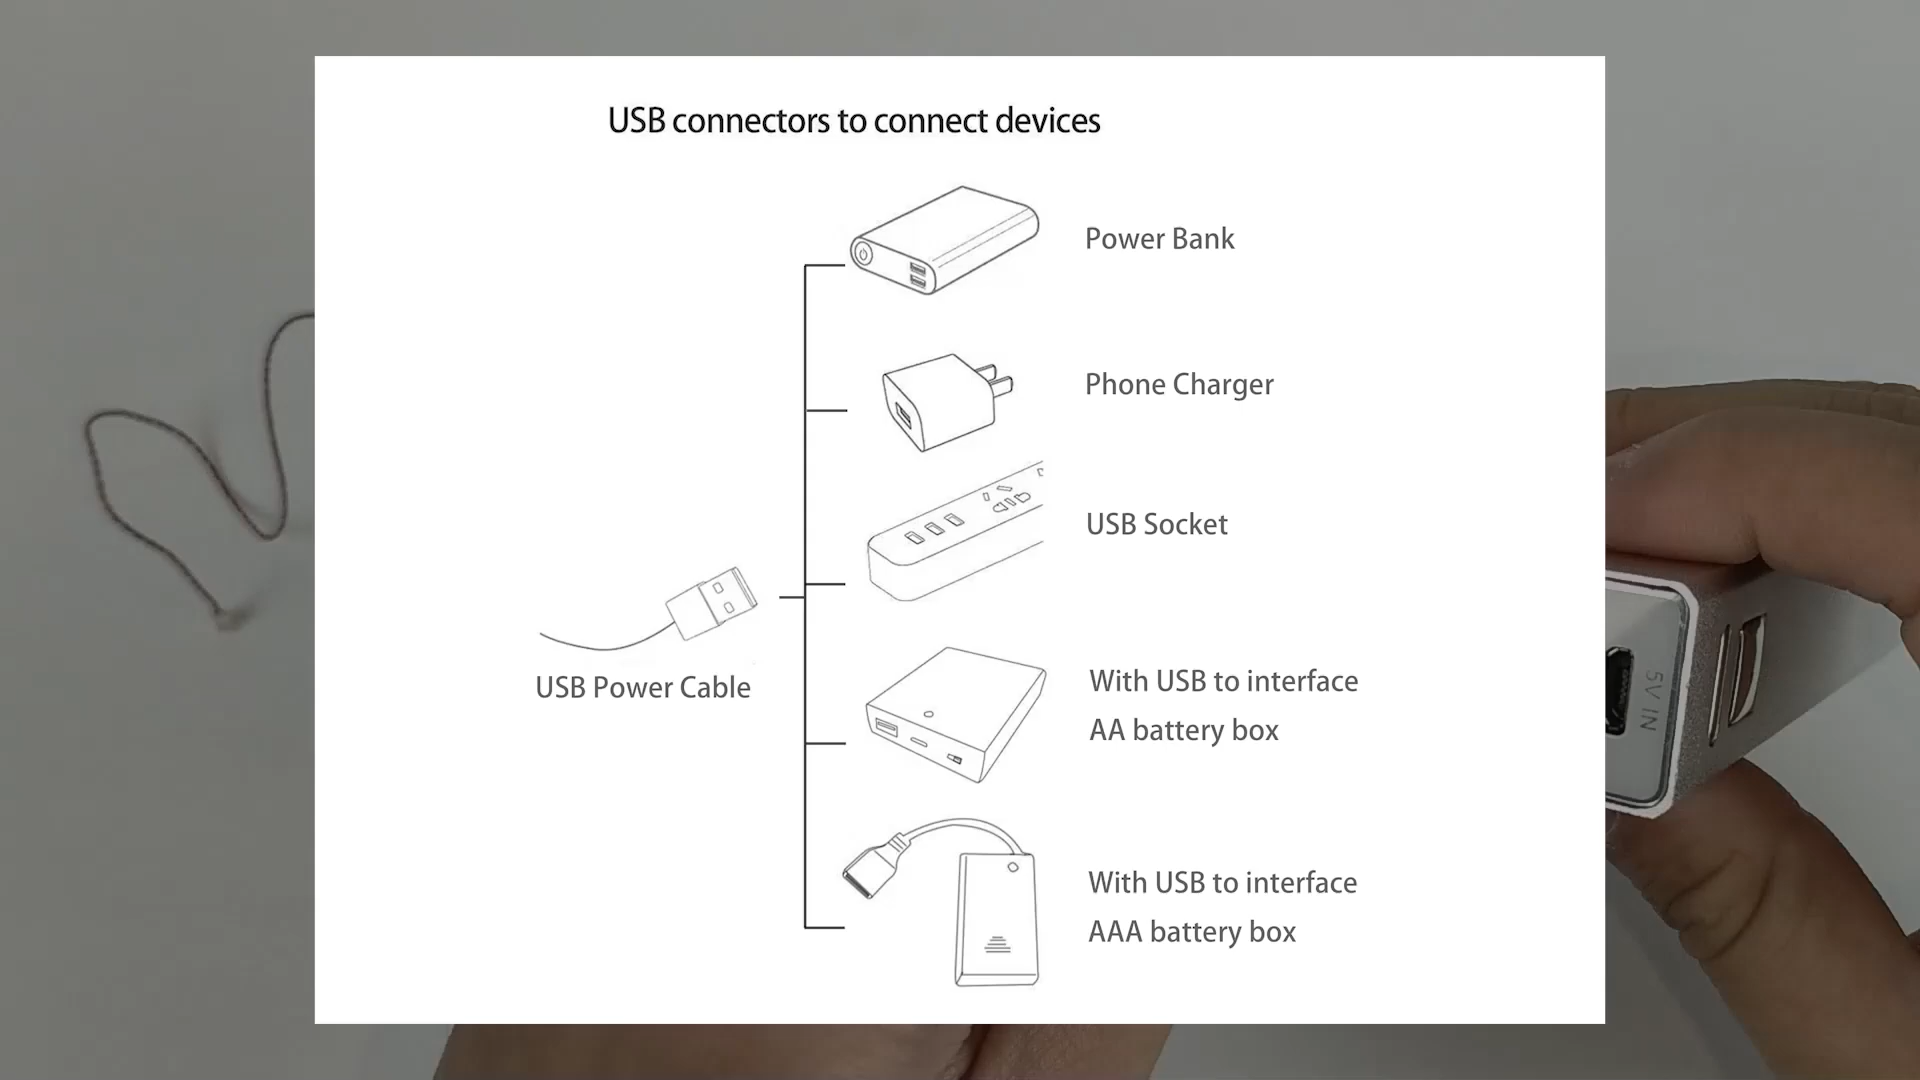 USB connectors to connect devices
Power Bank
Phone Charger
USB Socket
USB Power Cable
With USB to interface
AA battery box
With USB to interface
AAA battery box
5V IN